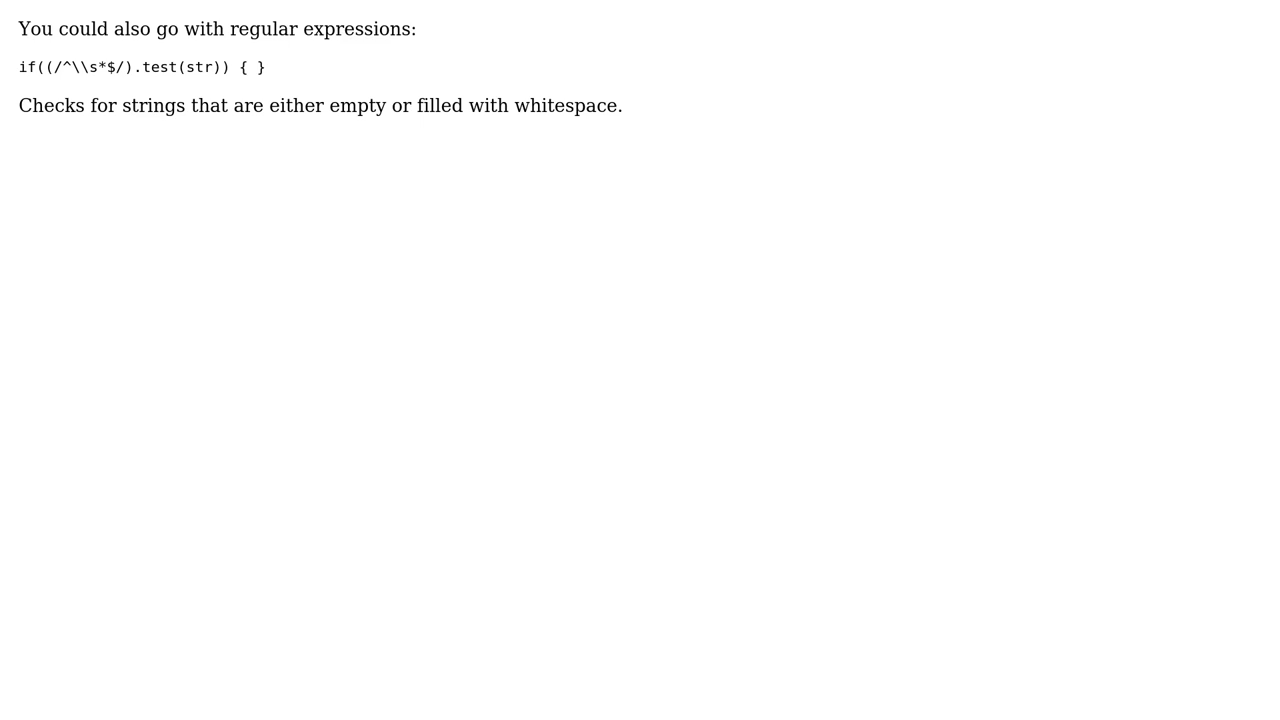 You could also go with regular expressions:
if((/^\\s*$/).test(str)) { }
Checks for strings that are either empty or filled with whitespace.